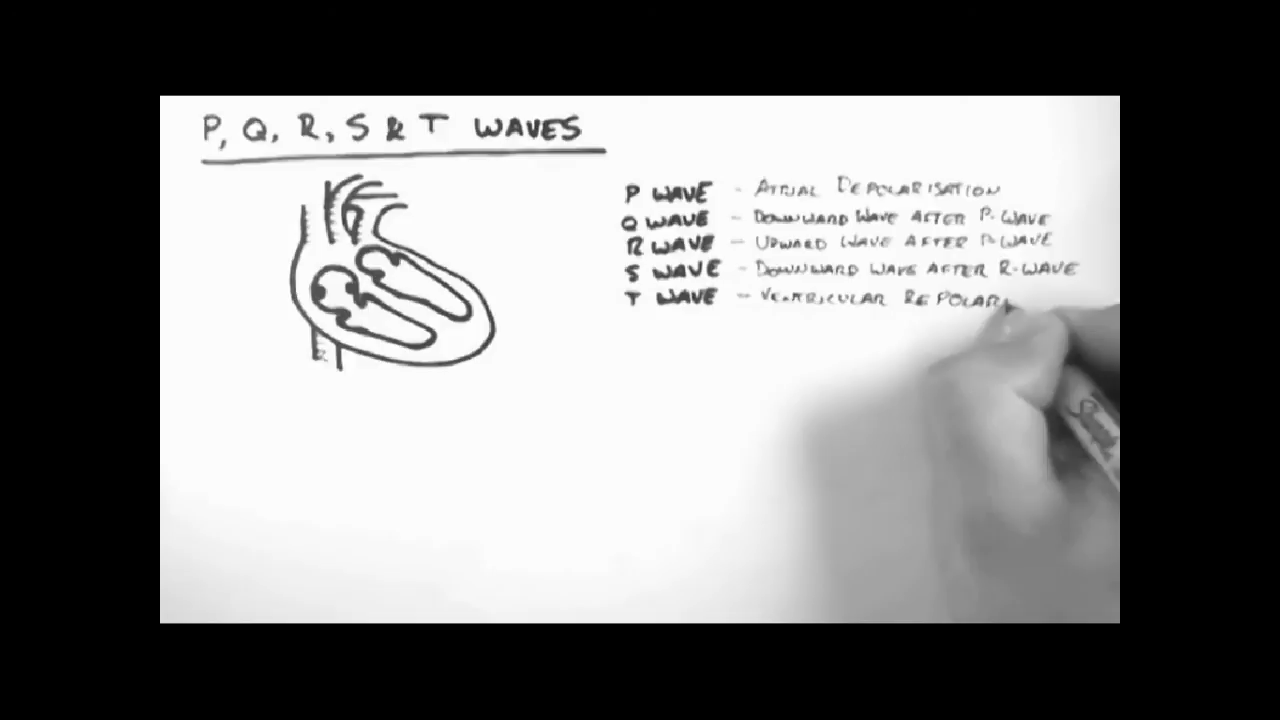 P, Q, R, S & T WAVES
P WAVE - ATRIAL DEPOLARISATION
Q WAVE - DOWNWARD WAVE AFTER P-WAVE
R WAVE - UPWARD WAVE AFTER P-WAVE
S WAVE - DOWNWARD WAVE AFTER R-WAVE
T WAVE - VENTRICULAR REPOLAR